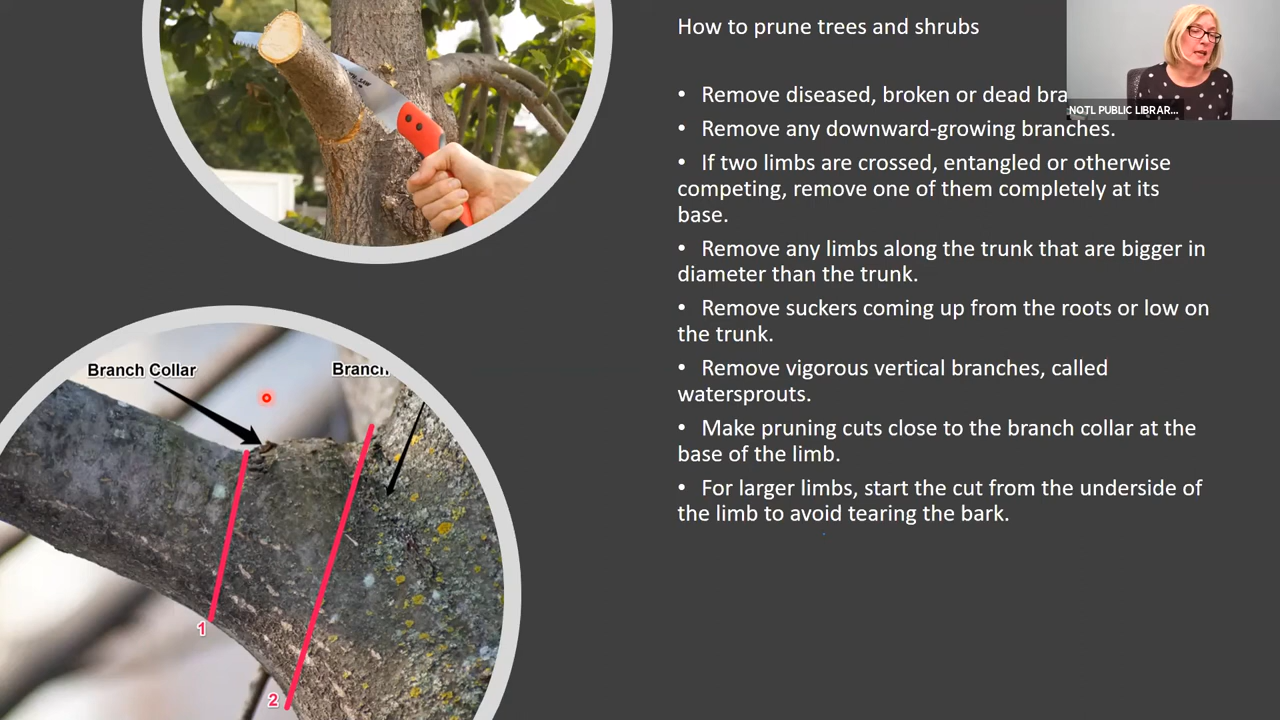 How to prune trees and shrubs
• Remove diseased, broken or dead
NOTL PUBLIC LIBRAR...
• Remove any downward-growing branches.
• If two limbs are crossed, entangled or otherwise
competing, remove one of them completely at its
base.
• Remove any limbs along the trunk that are bigger in
diameter than the trunk.
• Remove suckers coming up from the roots or low on
the trunk.
• Remove vigorous vertical branches, called
watersprouts.
• Make pruning cuts close to the branch collar at the
base of the limb.
• For larger limbs, start the cut from the underside of
the limb to avoid tearing the bark.
Branch Collar
Branch
1
2